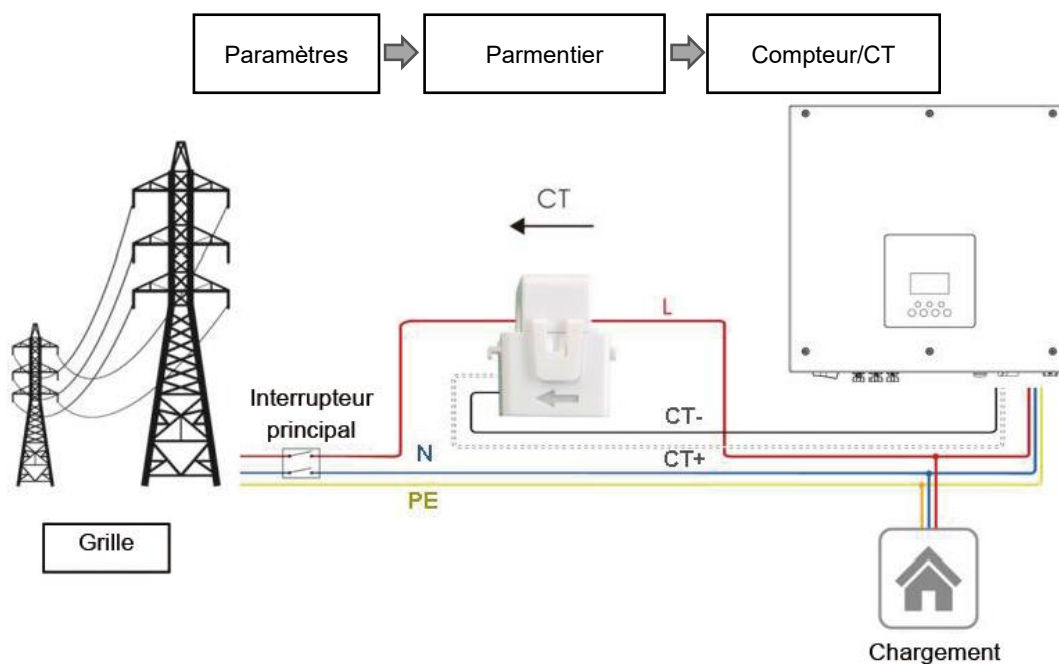 Paramètres
Parmentier
Compteur/CT
CT
L
Interrupteur
principal
CT-
N
CT+
PE
Grille
Chargement